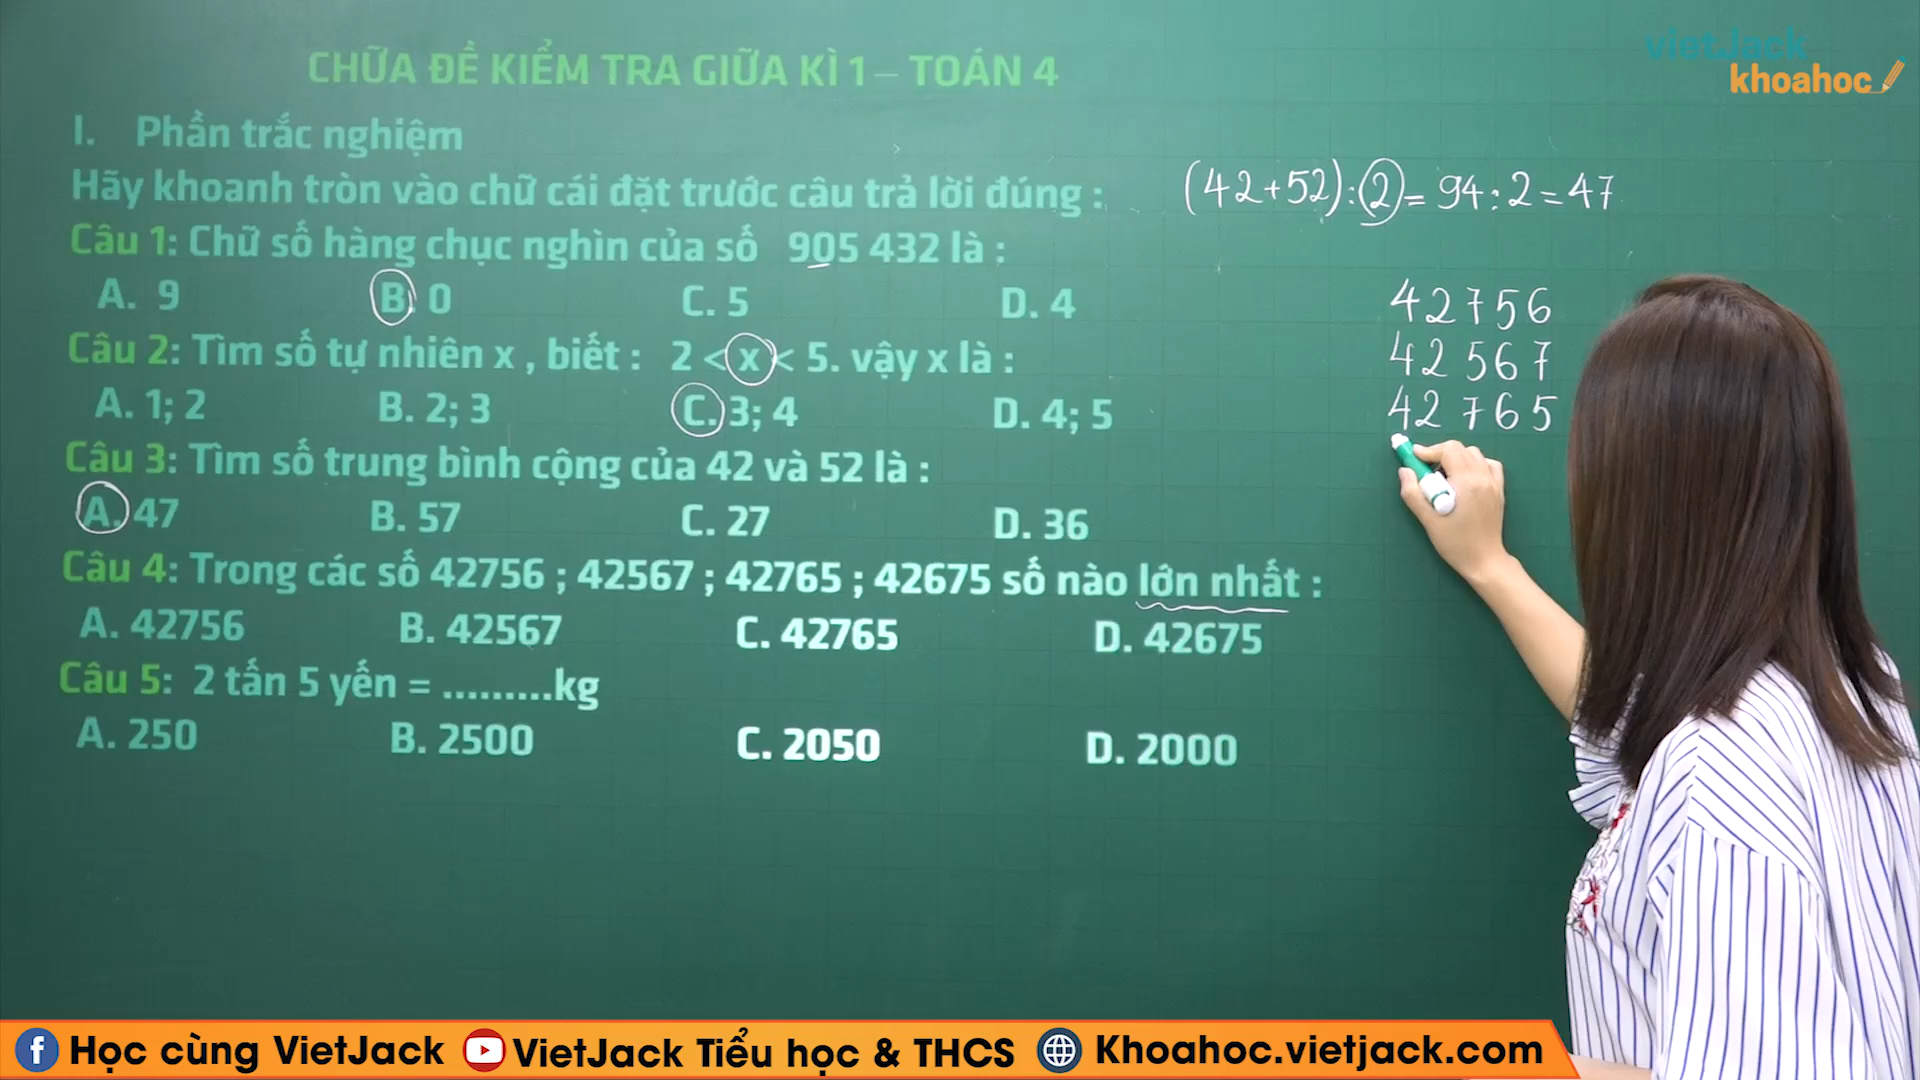 vietJack
khoahoc
CHỮA ĐỀ KIỂM TRA GIỮA KÌ 1 – TOÁN 4
I. Phần trắc nghiệm
Hãy khoanh tròn vào chữ cái đặt trước câu trả lời đúng :
Câu 1: Chữ số hàng chục nghìn của số 905 432 là :
A. 9 B. 0 C. 5 D. 4
Câu 2: Tìm số tự nhiên x , biết : 2 < x < 5. vậy x là :
A. 1; 2 B. 2; 3 C. 3; 4 D. 4; 5
Câu 3: Tìm số trung bình cộng của 42 và 52 là :
A. 47 B. 57 C. 27 D. 36
Câu 4: Trong các số 42756 ; 42567 ; 42765 ; 42675 số nào lớn nhất :
A. 42756 B. 42567 C. 42765 D. 42675
Câu 5: 2 tấn 5 yến = .........kg
A. 250 B. 2500 C. 2050 D. 2000
(42+52):2= 94:2=47
42756
42567
42765
Học cùng VietJack VietJack Tiểu học & THCS Khoahoc.vietjack.com